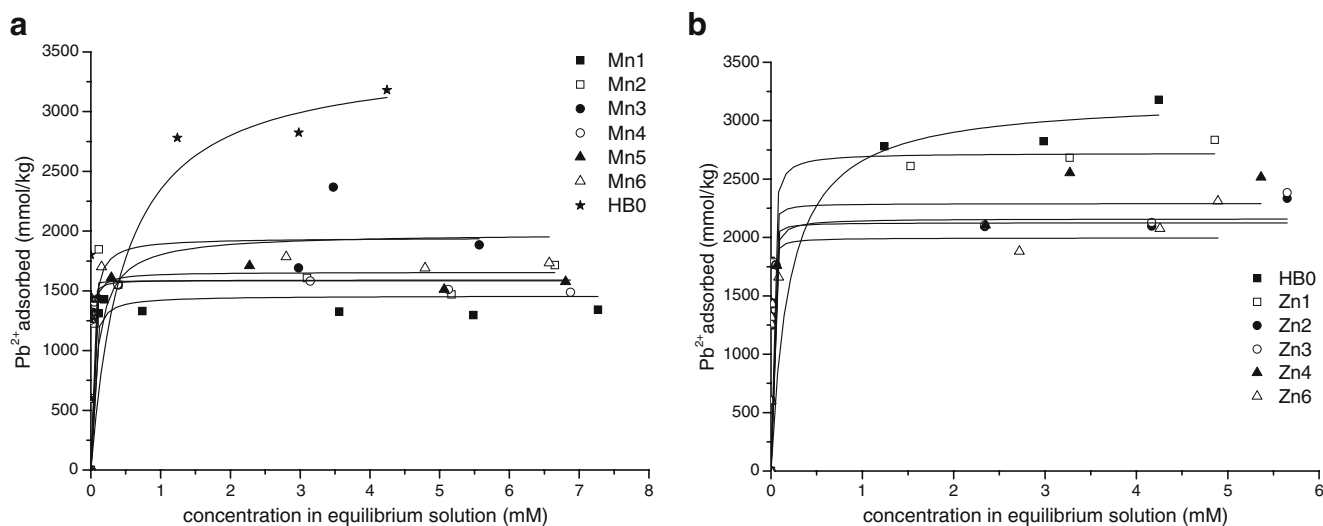 a
3500
3000
2500
2000
1500
1000
500
0
Pb2+adsorbed (mmol/kg)
0 1 2 3 4 5 6 7 8
concentration in equilibrium solution (mM)
Mn1
Mn2
Mn3
Mn4
Mn5
Mn6
HB0
b
3500
3000
2500
2000
1500
1000
500
0
Pb2+adsorbed (mmol/kg)
0 1 2 3 4 5 6
concentration in equilibrium solution (mM)
HB0
Zn1
Zn2
Zn3
Zn4
Zn6